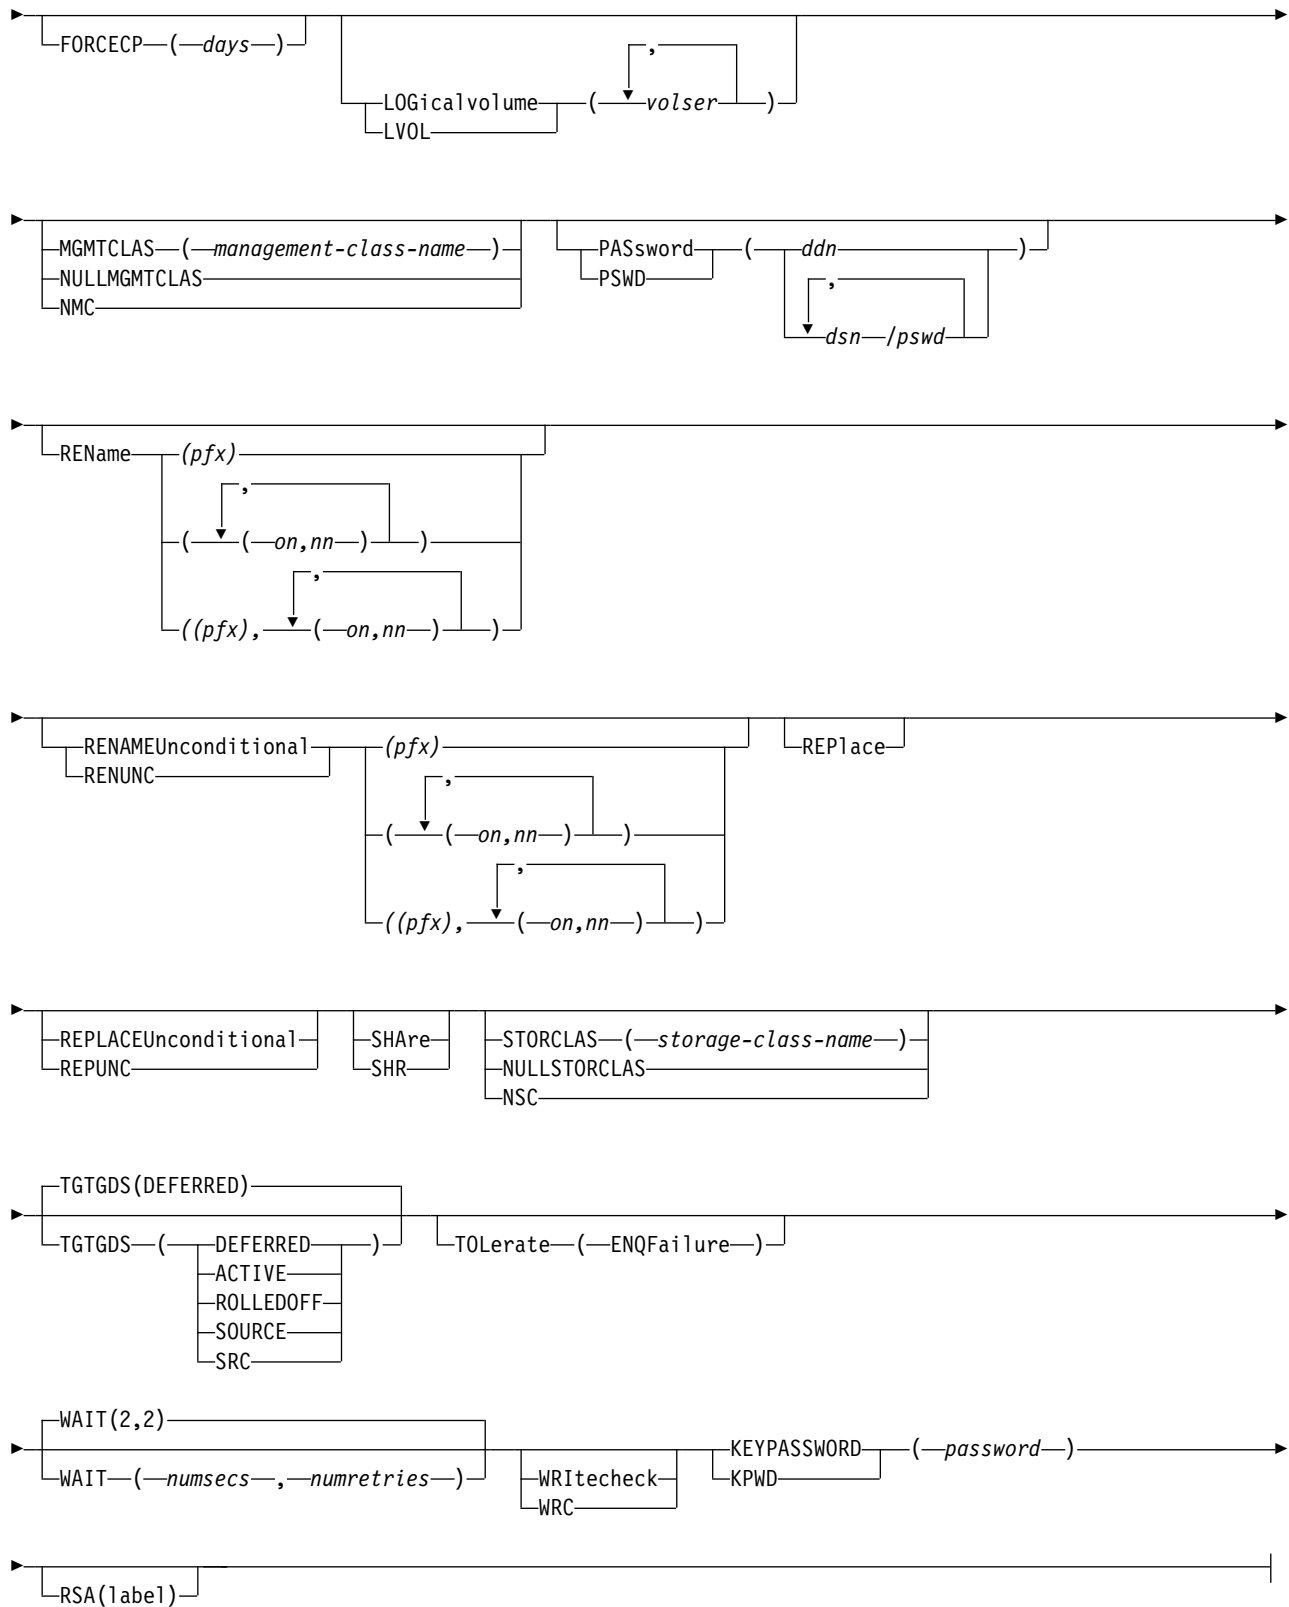 FORCECP ( days )
,
LOGicalvolume ( volser )
LVOL
MGMTCLAS ( management-class-name ) PASsword ( ddn )
NULLMGMTCLAS PSWD ,
NMC
dsn /pswd
REName (pfx)
,
( ( on,nn ) )
,
((pfx), ( on,nn ) )
RENAMEUnconditional (pfx) REPlace
RENUNC ,
( ( on,nn ) )
,
((pfx), ( on,nn ) )
REPLACEUnconditional SHAre STORCLAS ( storage-class-name )
REPUNC SHR NULLSTORCLAS
NSC
TGTGDS(DEFERRED)
TGTGDS ( DEFERRED ) TOLerate ( ENQFailure )
ACTIVE
ROLLEDOFF
SOURCE
SRC
WAIT(2,2)
KEYPASSWORD ( password )
WAIT ( numsecs , numretries ) WRItecheck KPWD
WRC
RSA(label)